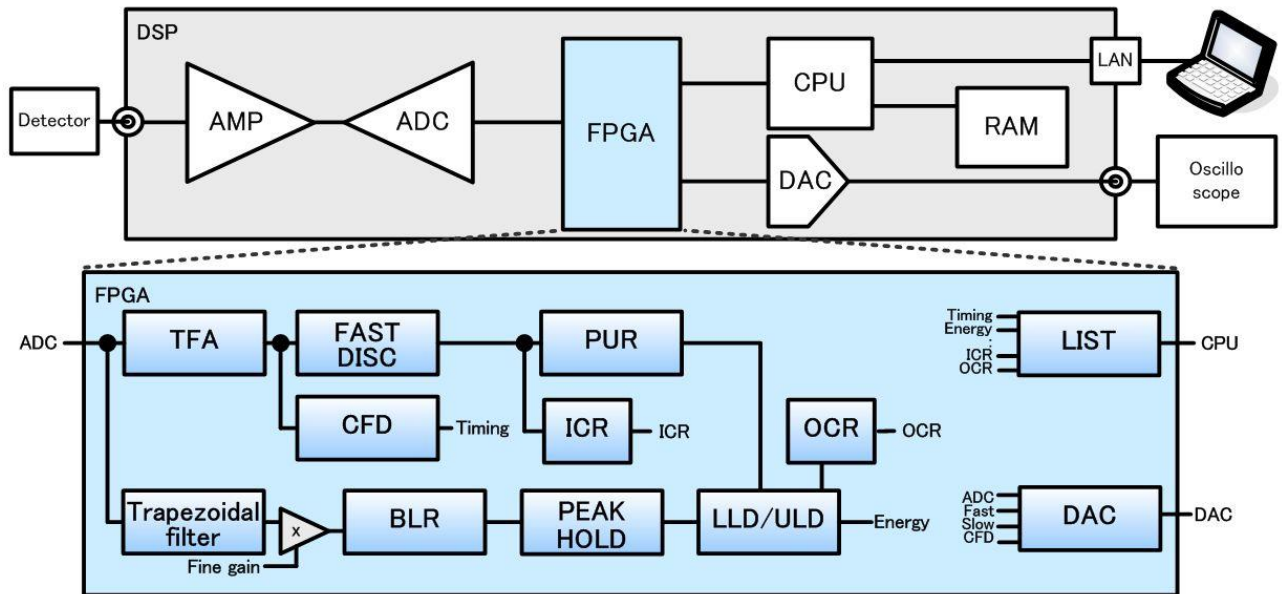 DSP
Detector
AMP
ADC
FPGA
CPU
RAM
DAC
LAN
Oscillo
scope
FPGA
ADC
TFA
FAST
DISC
PUR
CFD
Timing
ICR
ICR
OCR
OCR
Trapezoidal
filter
x
Fine gain
BLR
PEAK
HOLD
LLD/ULD
Energy
Timing
Energy
:
ICR
OCR
LIST
CPU
ADC
Fast
Slow
CFD
DAC
DAC